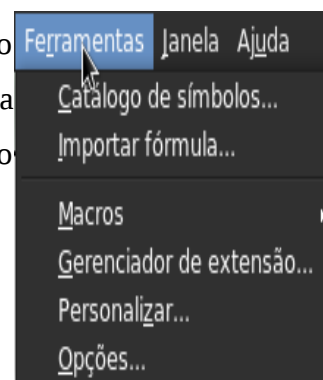 o Ferramentas Janela Ajuda
a Catálogo de símbolos...
o Importar fórmula...
Macros
Gerenciador de extensão...
Personalizar...
Opções...